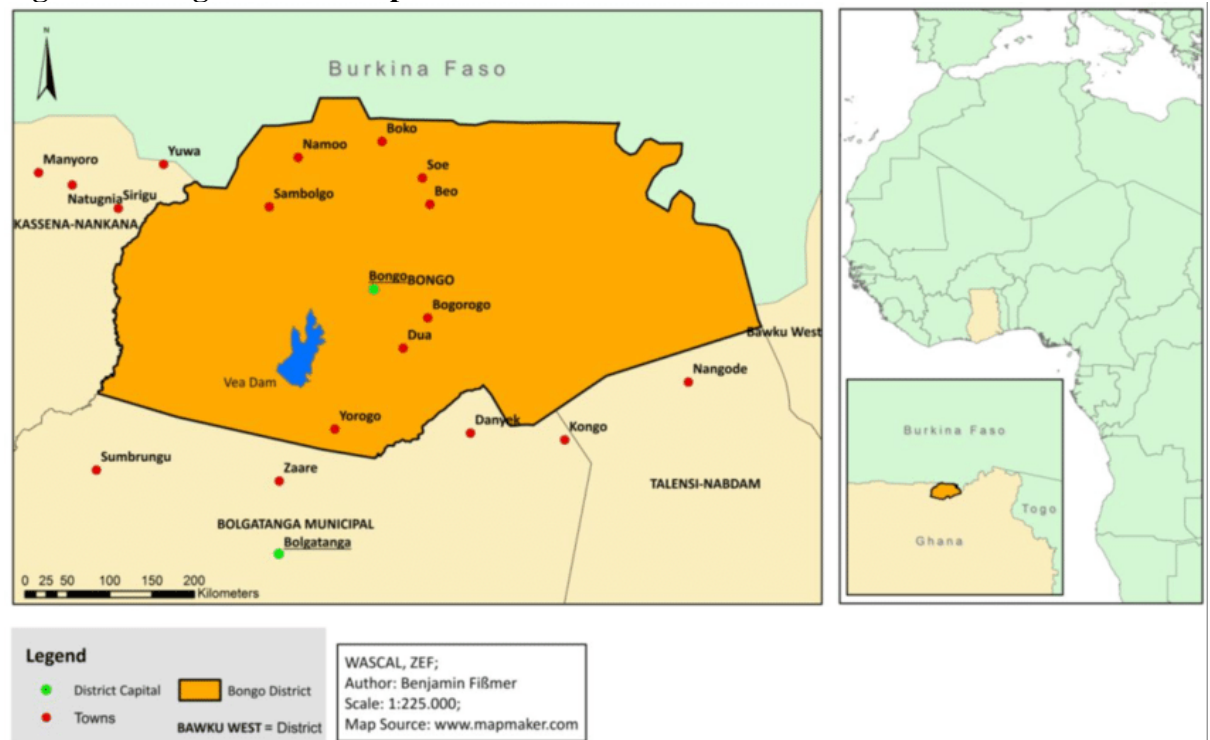 N
Burkina Faso
Boko
Namoo
Yuwa
Manyoro
Soe
Natugnia
Sirigu
Sambolgo
Beo
KASSENA-NANKANA
Bongo
BONGO
Bogorogo
Bawku West
Dua
Nangode
Vea Dam
Yorogo
Danyek
Kongo
Sumbrungu
Zaare
TALENSI-NABDAM
BOLGATANGA MUNICIPAL
Bolgatanga
0 25 50 100 150 200
Kilometers
Burkina Faso
Togo
Ghana
Legend
District Capital
Bongo District
Towns
BAWKU WEST = District
WASCAL, ZEF;
Author: Benjamin Fißmer
Scale: 1:225.000;
Map Source: www.mapmaker.com